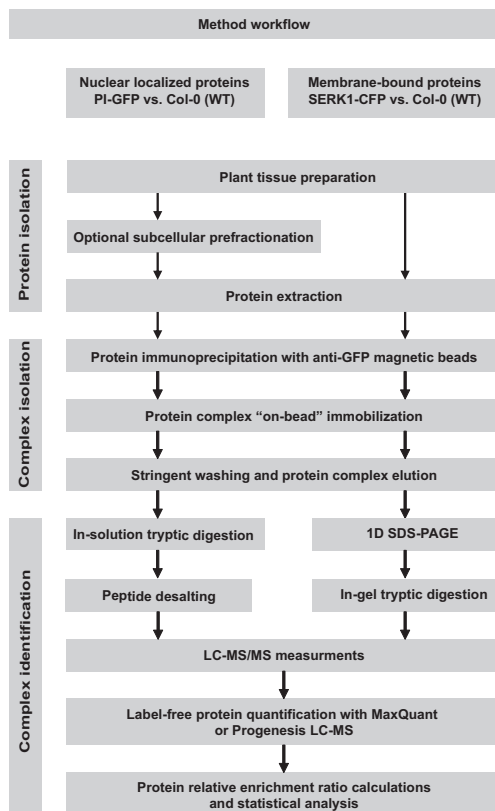 Method workflow
Nuclear localized proteins
PI-GFP vs. Col-0 (WT)
Membrane-bound proteins
SERK1-CFP vs. Col-0 (WT)
Protein isolation
Plant tissue preparation
Optional subcellular prefractionation
Protein extraction
Complex isolation
Protein immunoprecipitation with anti-GFP magnetic beads
Protein complex “on-bead” immobilization
Stringent washing and protein complex elution
Complex identification
In-solution tryptic digestion
1D SDS-PAGE
Peptide desalting
In-gel tryptic digestion
LC-MS/MS measurments
Label-free protein quantification with MaxQuant
or Progenesis LC-MS
Protein relative enrichment ratio calculations
and statistical analysis